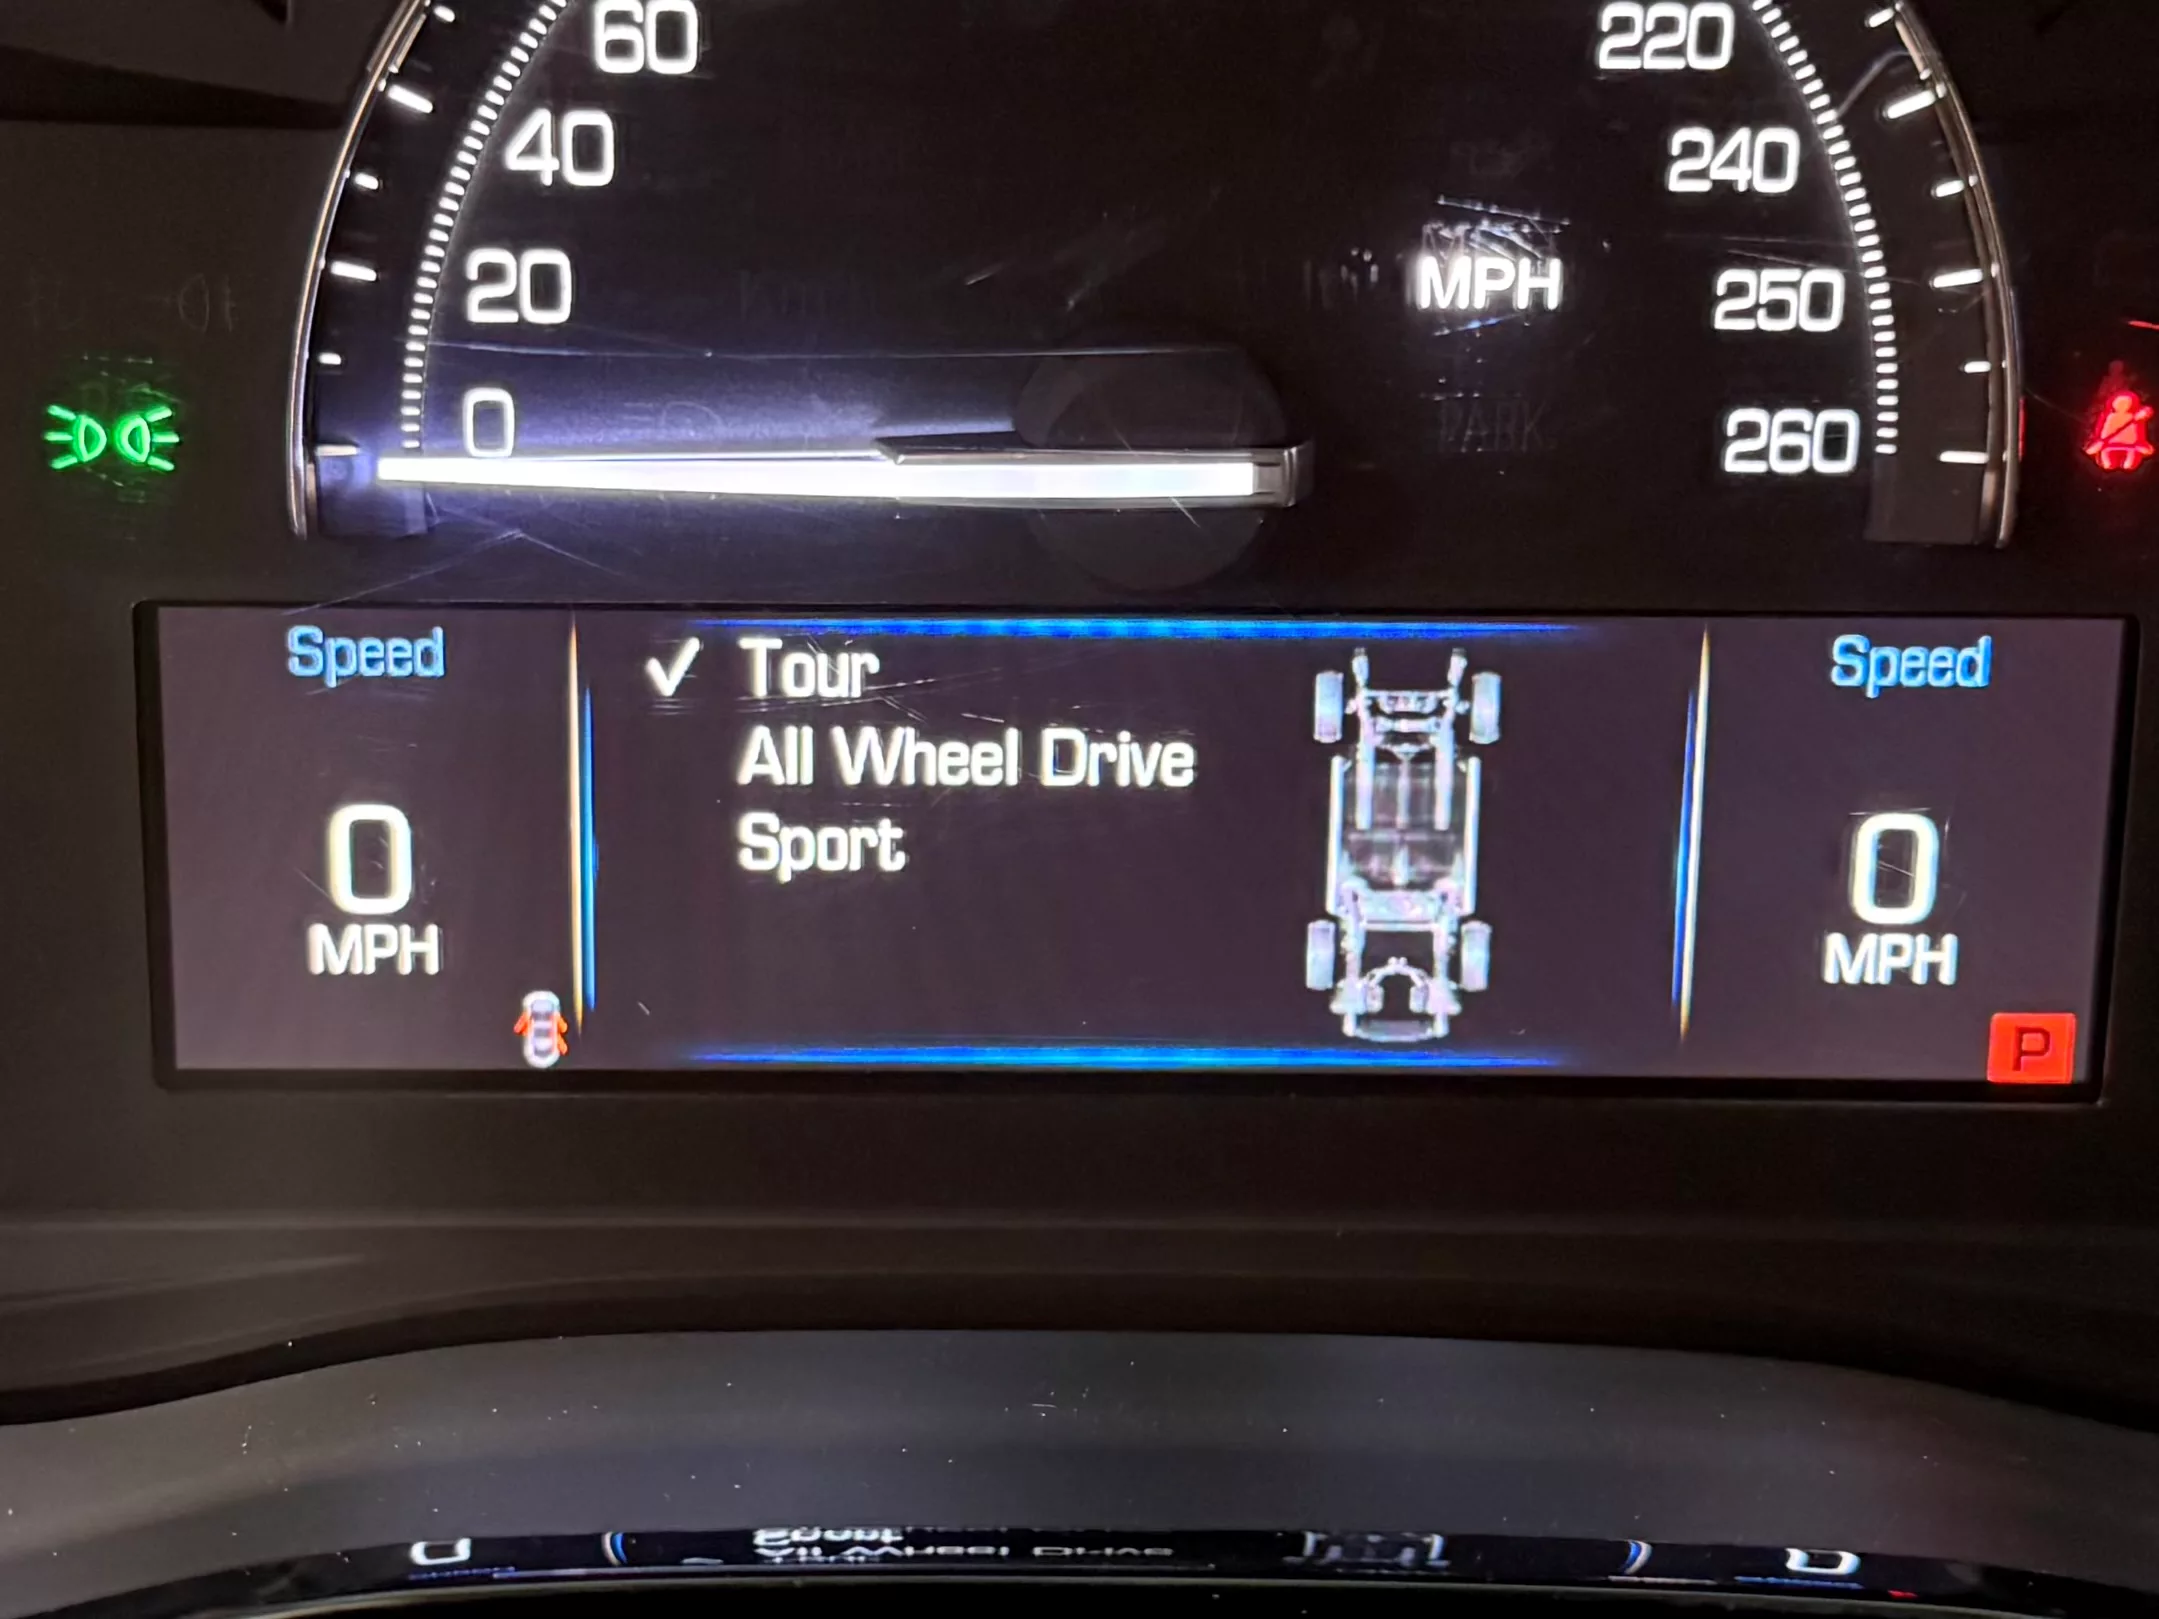 60
220
40
240
20
MPH
250
0
PARK
260
Speed
✓ Tour
Speed
All Wheel Drive
Sport
0
MPH
0
MPH
P